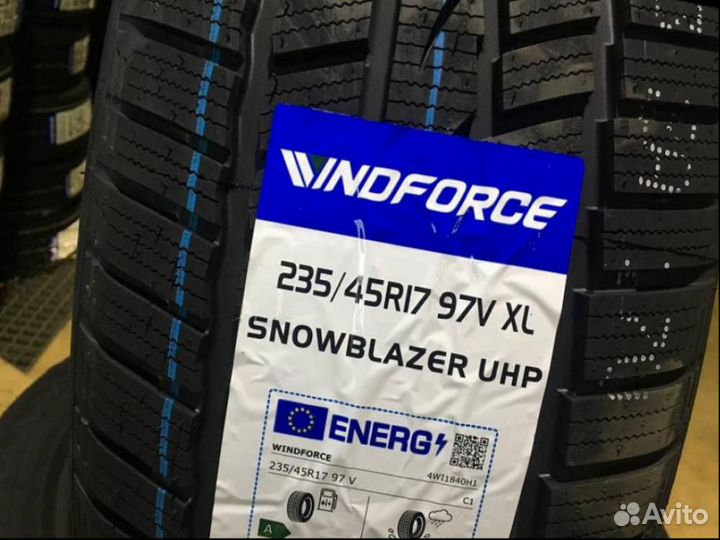 WINDFORCE
235/45R17 97V XL
SNOWBLAZER UHP
ENERG
WINDFORCE
4WI1840H1
235/45R17 97 V
C1
A
Avito